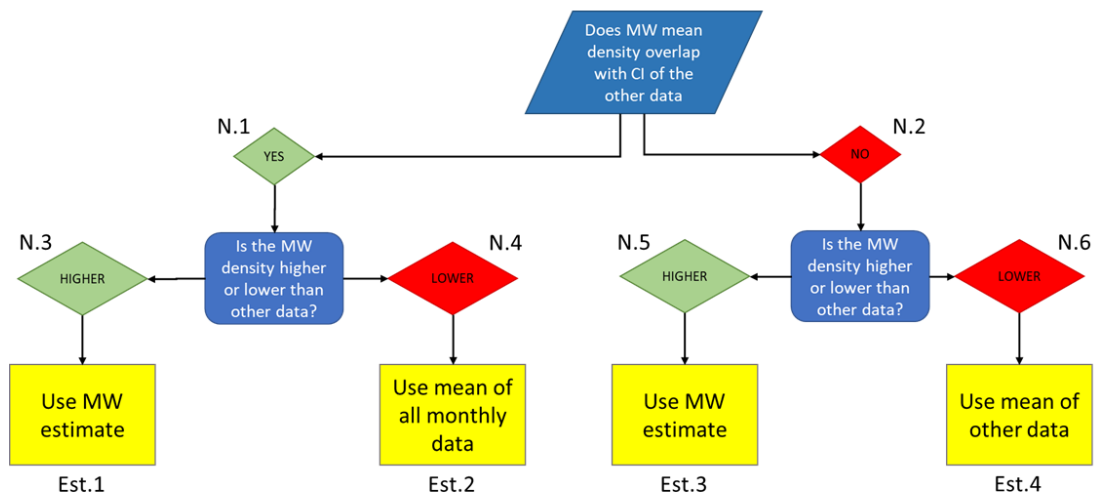 Does MW mean
density overlap
with CI of the
other data
N.1
N.2
YES
NO
N.3
Is the MW
density higher
or lower than
other data?
N.4
HIGHER
LOWER
N.5
Is the MW
density higher
or lower than
other data?
N.6
HIGHER
LOWER
Use MW
estimate
Est.1
Use mean of
all monthly
data
Est.2
Use MW
estimate
Est.3
Use mean of
other data
Est.4